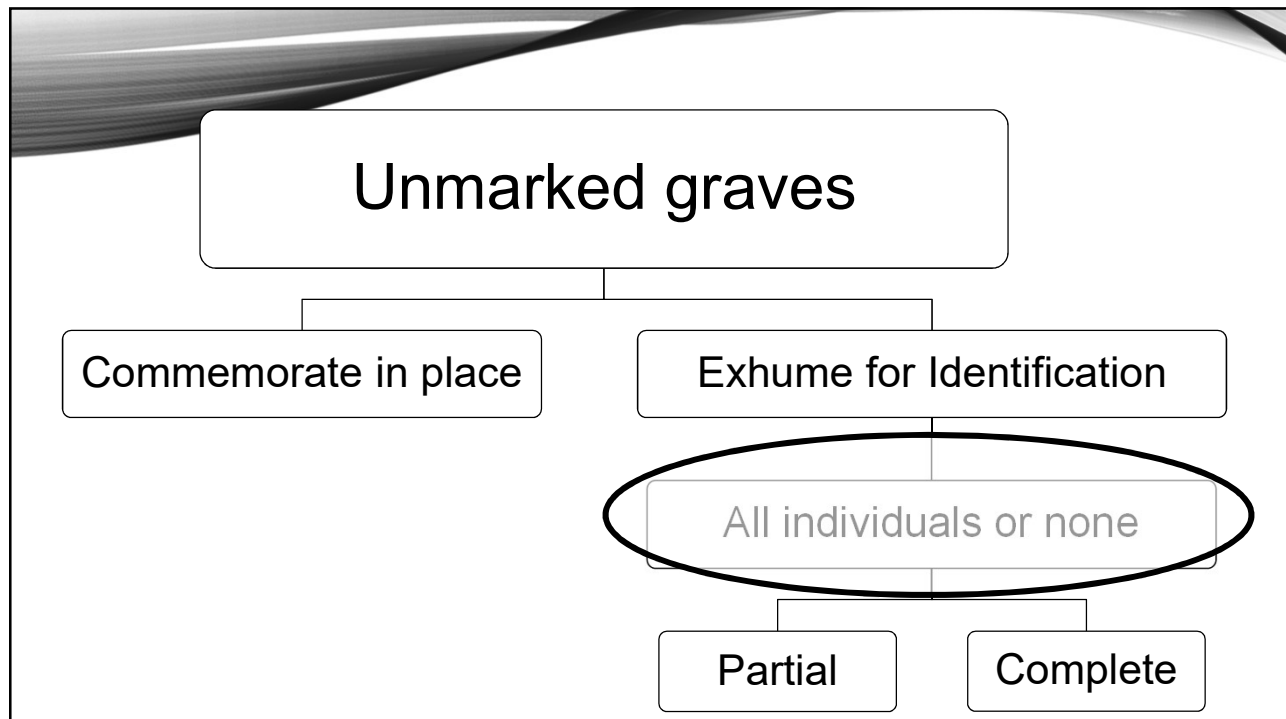 Unmarked graves
Commemorate in place
Exhume for Identification
All individuals or none
Partial
Complete